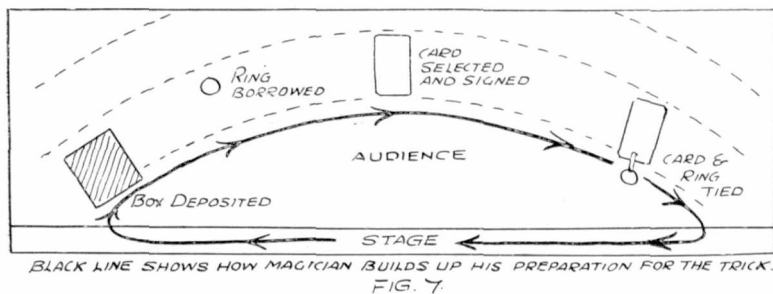 RING
BORROWED
CARD
SELECTED
AND SIGNED
AUDIENCE
CARD &
RING
TIED
BOX DEPOSITED
STAGE
BLACK LINE SHOWS HOW MAGICIAN BUILDS UP HIS PREPARATION FOR THE TRICK.
FIG. 7.